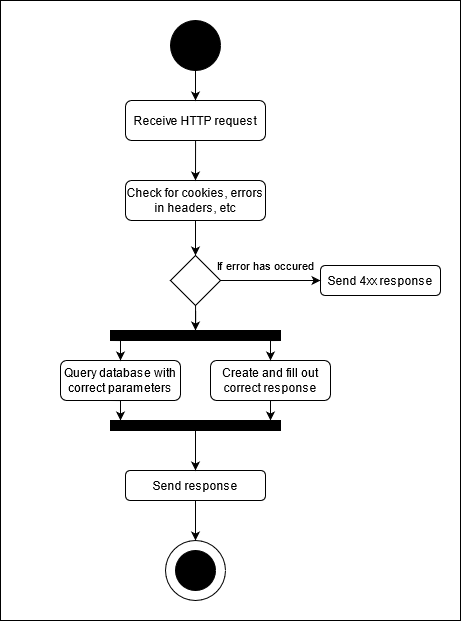 Receive HTTP request
Check for cookies, errors
in headers, etc
If error has occured
Send 4xx response
Query database with
correct parameters
Create and fill out
correct response
Send response